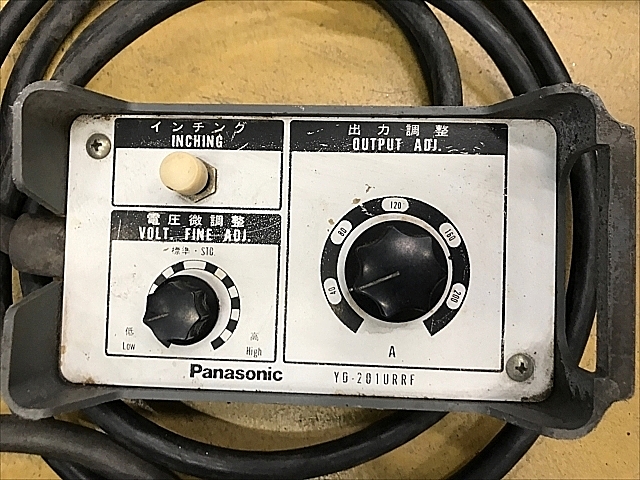 インチング
INCHING
電圧微調整
VOLT. FINE ADJ.
標準・STD.
低
Low
高
High
出力調整
OUTPUT ADJ.
40
80
120
160
200
A
Panasonic
YD-201URRF